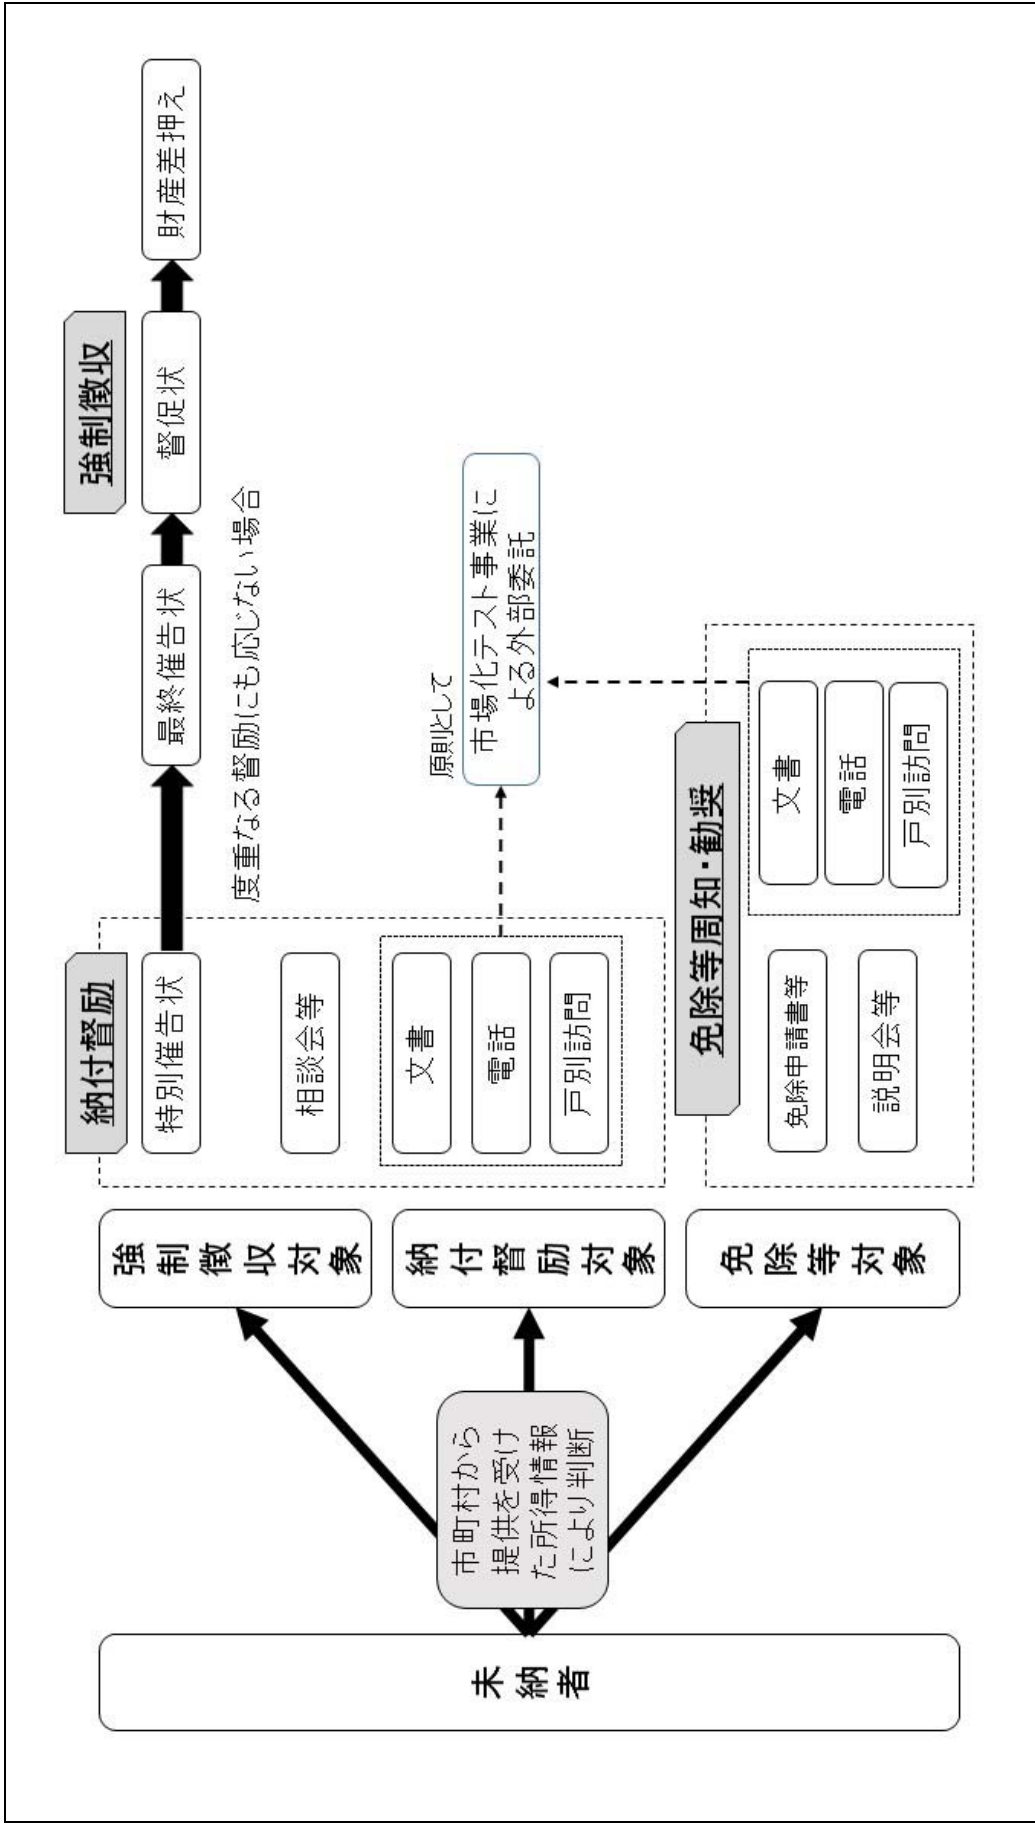 未納者
市町村から
提供を受け
た所得情報
により判断
強制徴収対象
納付督励対象
免除等対象
納付督励
特別催告状
相談会等
文書
電話
戸別訪問
最終催告状
強制徴収
督促状
財産差押え
度重なる督励にも応じない場合
原則として
市場化テスト事業に
よる外部委託
免除等周知・勧奨
免除申請書等
説明会等
文書
電話
戸別訪問